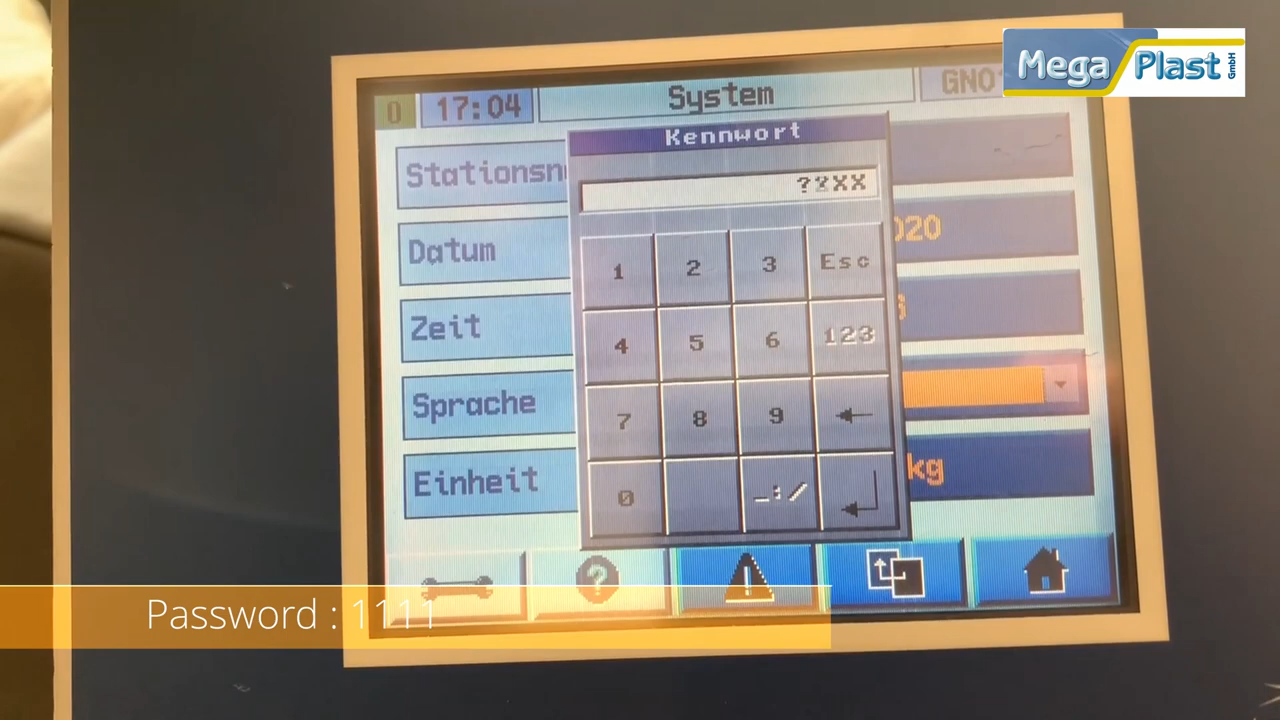 Mega Plast GmbH
0 17:04 System GN0
Kennwort
??XX
Stationsn
Datum 020
Zeit
Sprache
Einheit kg
1 2 3 Esc
4 5 6 123
7 8 9
0 _:/
Password : 1111